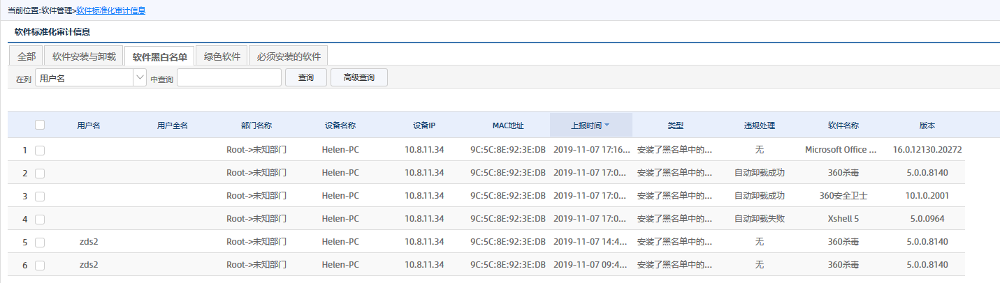 当前位置:软件管理>软件标准化审计信息
软件标准化审计信息
全部 软件安装与卸载 软件黑白名单 绿色软件 必须安装的软件
在列 用户名 中查询 查询 高级查询
用户名 用户全名 部门名称 设备名称 设备IP MAC地址 上报时间 类型 违规处理 软件名称 版本
1 Root->未知部门 Helen-PC 10.8.11.34 9C:5C:8E:92:3E:DB 2019-11-07 17:16... 安装了黑名单中的... 无 Microsoft Office ... 16.0.12130.20272
2 Root->未知部门 Helen-PC 10.8.11.34 9C:5C:8E:92:3E:DB 2019-11-07 17:0... 安装了黑名单中的... 自动卸载成功 360杀毒 5.0.0.8140
3 Root->未知部门 Helen-PC 10.8.11.34 9C:5C:8E:92:3E:DB 2019-11-07 17:0... 安装了黑名单中的... 自动卸载成功 360安全卫士 10.1.0.2001
4 Root->未知部门 Helen-PC 10.8.11.34 9C:5C:8E:92:3E:DB 2019-11-07 17:0... 安装了黑名单中的... 自动卸载失败 Xshell 5 5.0.0964
5 zds2 Root->未知部门 Helen-PC 10.8.11.34 9C:5C:8E:92:3E:DB 2019-11-07 14:4... 安装了黑名单中的... 无 360杀毒 5.0.0.8140
6 zds2 Root->未知部门 Helen-PC 10.8.11.34 9C:5C:8E:92:3E:DB 2019-11-07 09:4... 安装了黑名单中的... 无 360杀毒 5.0.0.8140